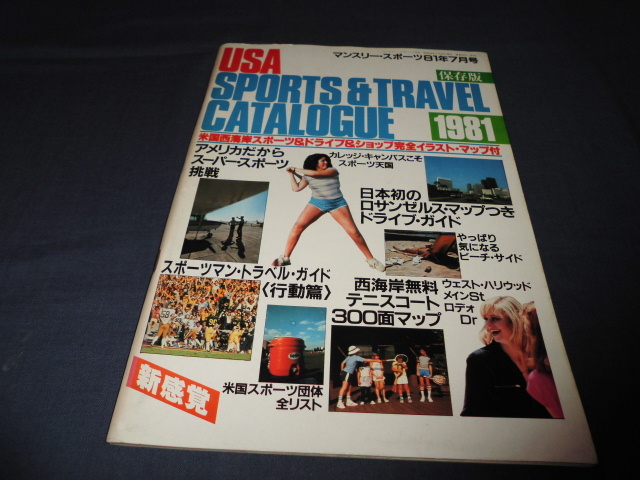 マンスリー・スポーツ81年7月号
USA
保存版
SPORTS & TRAVEL
CATALOGUE
1981
米国西海岸スポーツ&ドライブ&ショップ完全イラスト・マップ付
アメリカだから
スーパースポーツ
挑戦
カレッジ・キャンパスこそ
スポーツ天国
日本初の
ロサンゼルス・マップつき
ドライブ・ガイド
やっぱり
気になる
ビーチ・サイド
スポーツマン・トラベル・ガイド
〈行動篇〉
西海岸無料
テニスコート
300面マップ
ウェスト・ハリウッド
メインSt
ロデオ
Dr
米国スポーツ団体
全リスト
新感覚